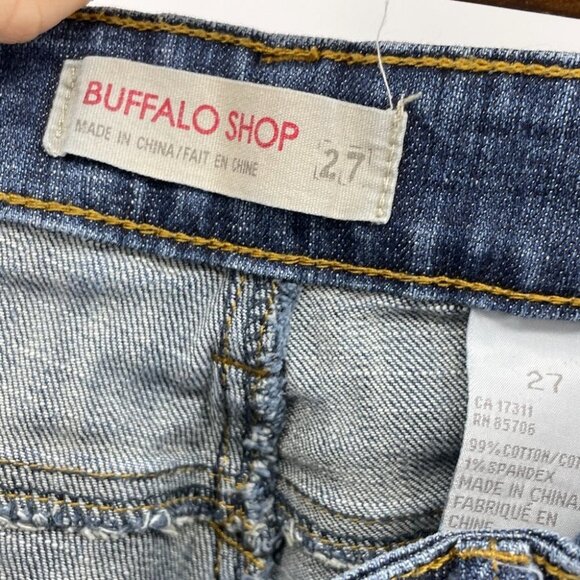 BUFFALO SHOP
MADE IN CHINA/FAIT EN CHINE
27
27
CA 17311
RN 85706
99% COTTON/COT
1% SPANDEX
MADE IN CHINA
FABRIQUÉ EN
CHINE